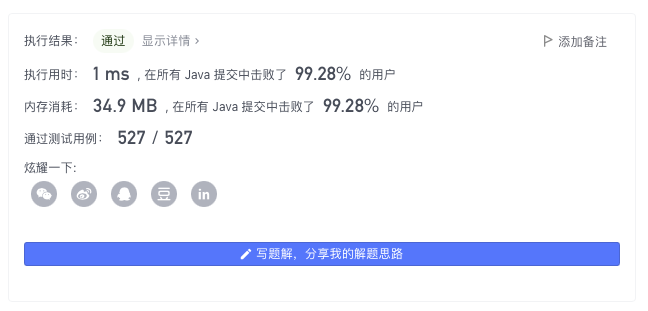 执行结果： 通过 显示详情 › 添加备注
执行用时： 1 ms , 在所有 Java 提交中击败了 99.28% 的用户
内存消耗： 34.9 MB , 在所有 Java 提交中击败了 99.28% 的用户
通过测试用例： 527 / 527
炫耀一下:
豆 in
写题解，分享我的解题思路